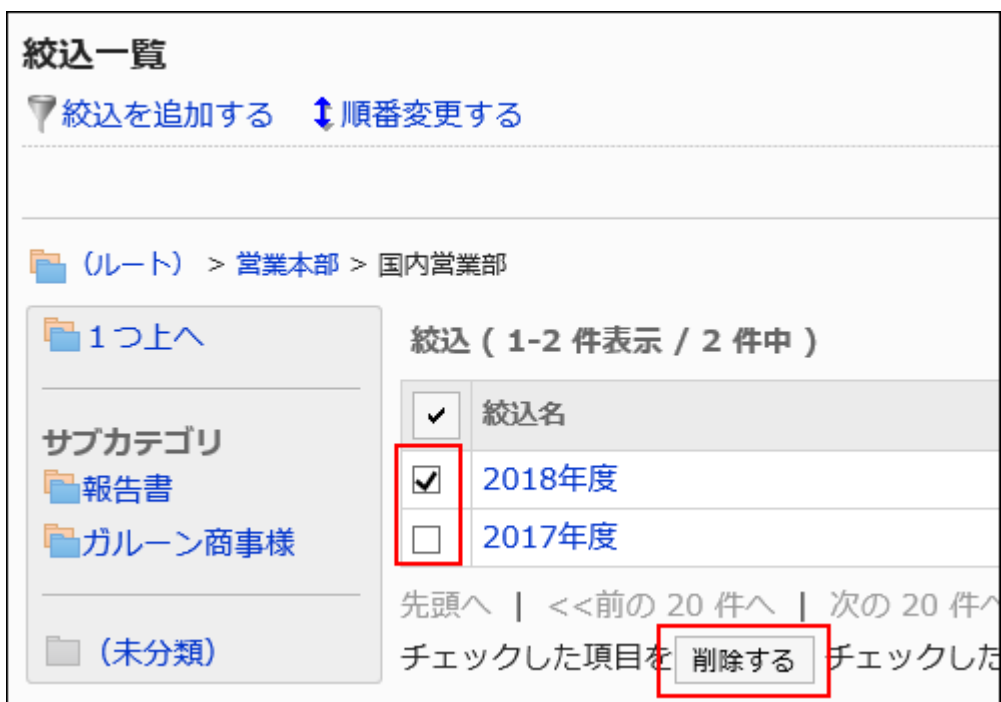 絞込一覧
絞込を追加する 順番変更する
(ルート) > 営業本部 > 国内営業部
1つ上へ
サブカテゴリ
報告書
ガルーン商事様
(未分類)
絞込 ( 1-2 件表示 / 2 件中 )
絞込名
2018年度
2017年度
先頭へ | <<前の 20 件へ | 次の 20 件へ
チェックした項目を 削除する チェックした